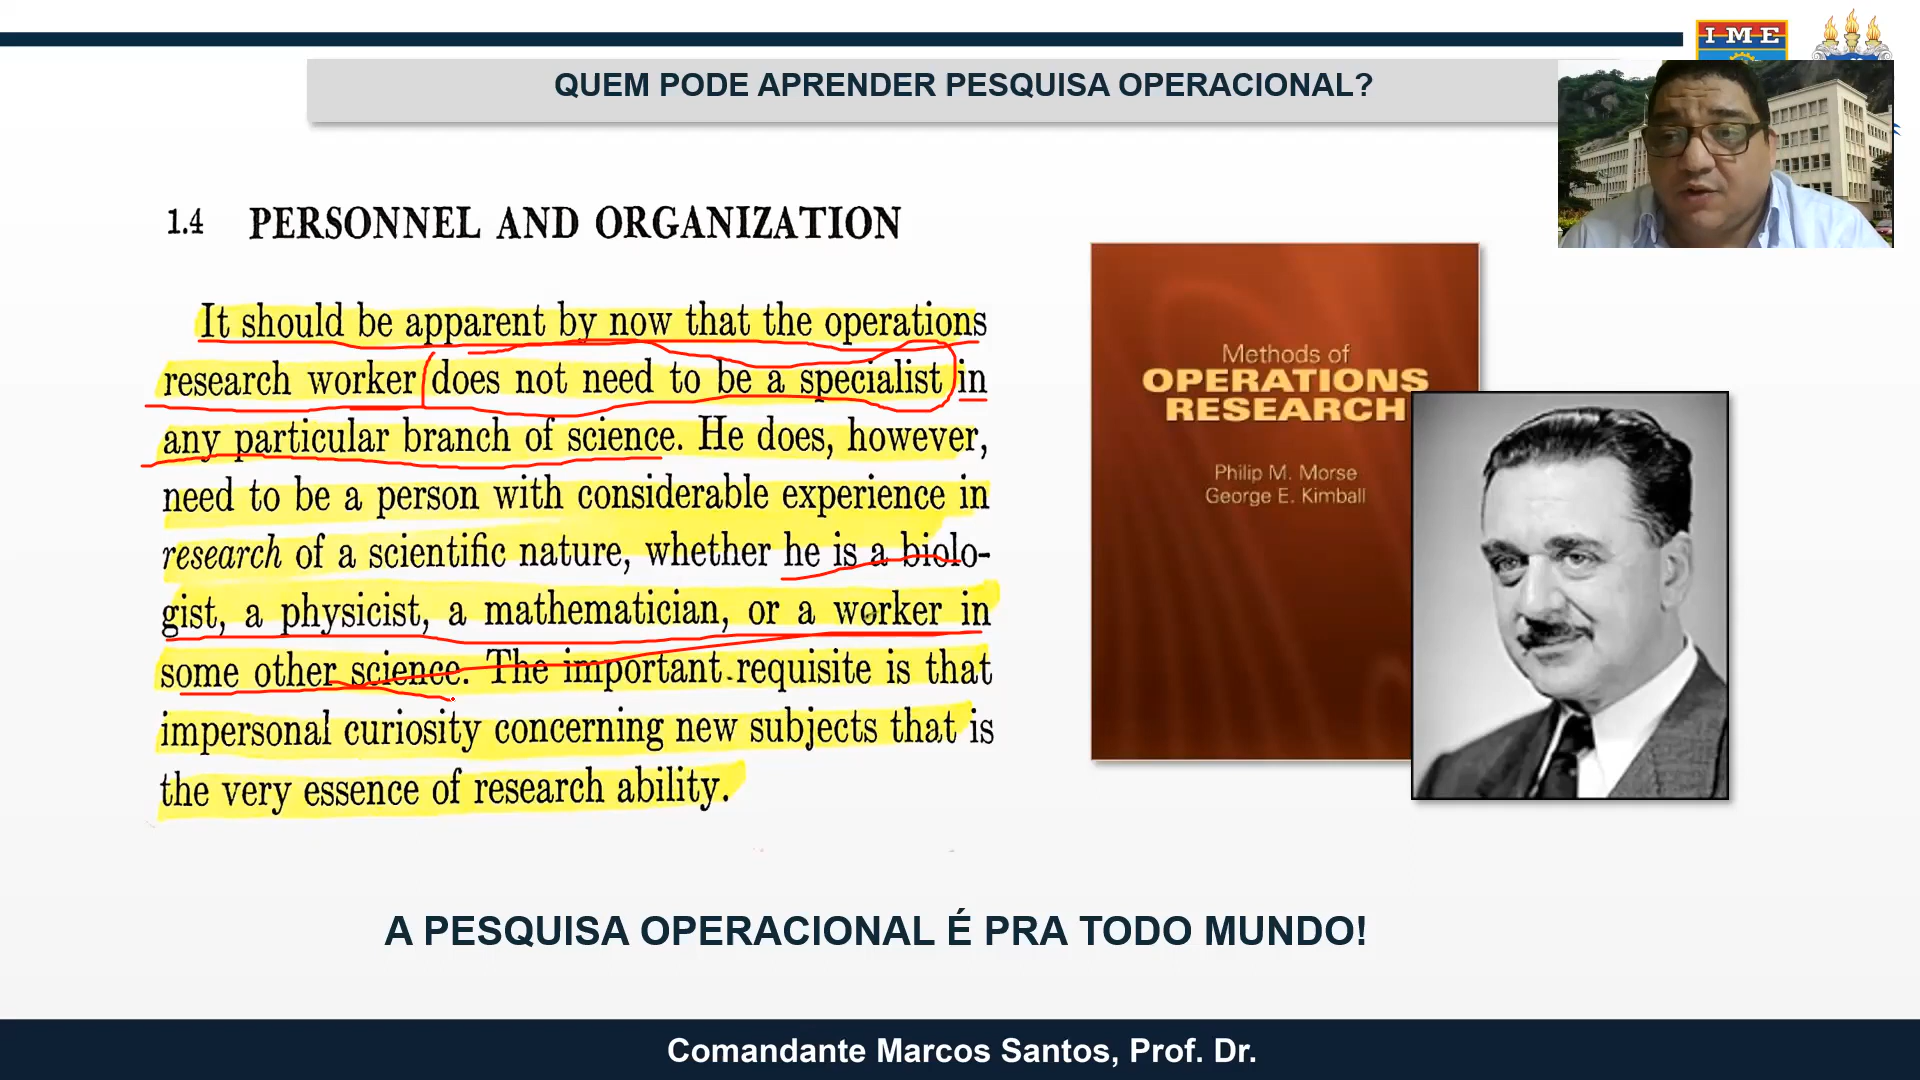 IME
QUEM PODE APRENDER PESQUISA OPERACIONAL?
1.4 PERSONNEL AND ORGANIZATION
It should be apparent by now that the operations
research worker does not need to be a specialist in
any particular branch of science. He does, however,
need to be a person with considerable experience in
research of a scientific nature, whether he is a biolo-
gist, a physicist, a mathematician, or a worker in
some other science. The important requisite is that
impersonal curiosity concerning new subjects that is
the very essence of research ability.
Methods of
OPERATIONS
RESEARCH
Philip M. Morse
George E. Kimball
A PESQUISA OPERACIONAL É PRA TODO MUNDO!
Comandante Marcos Santos, Prof. Dr.